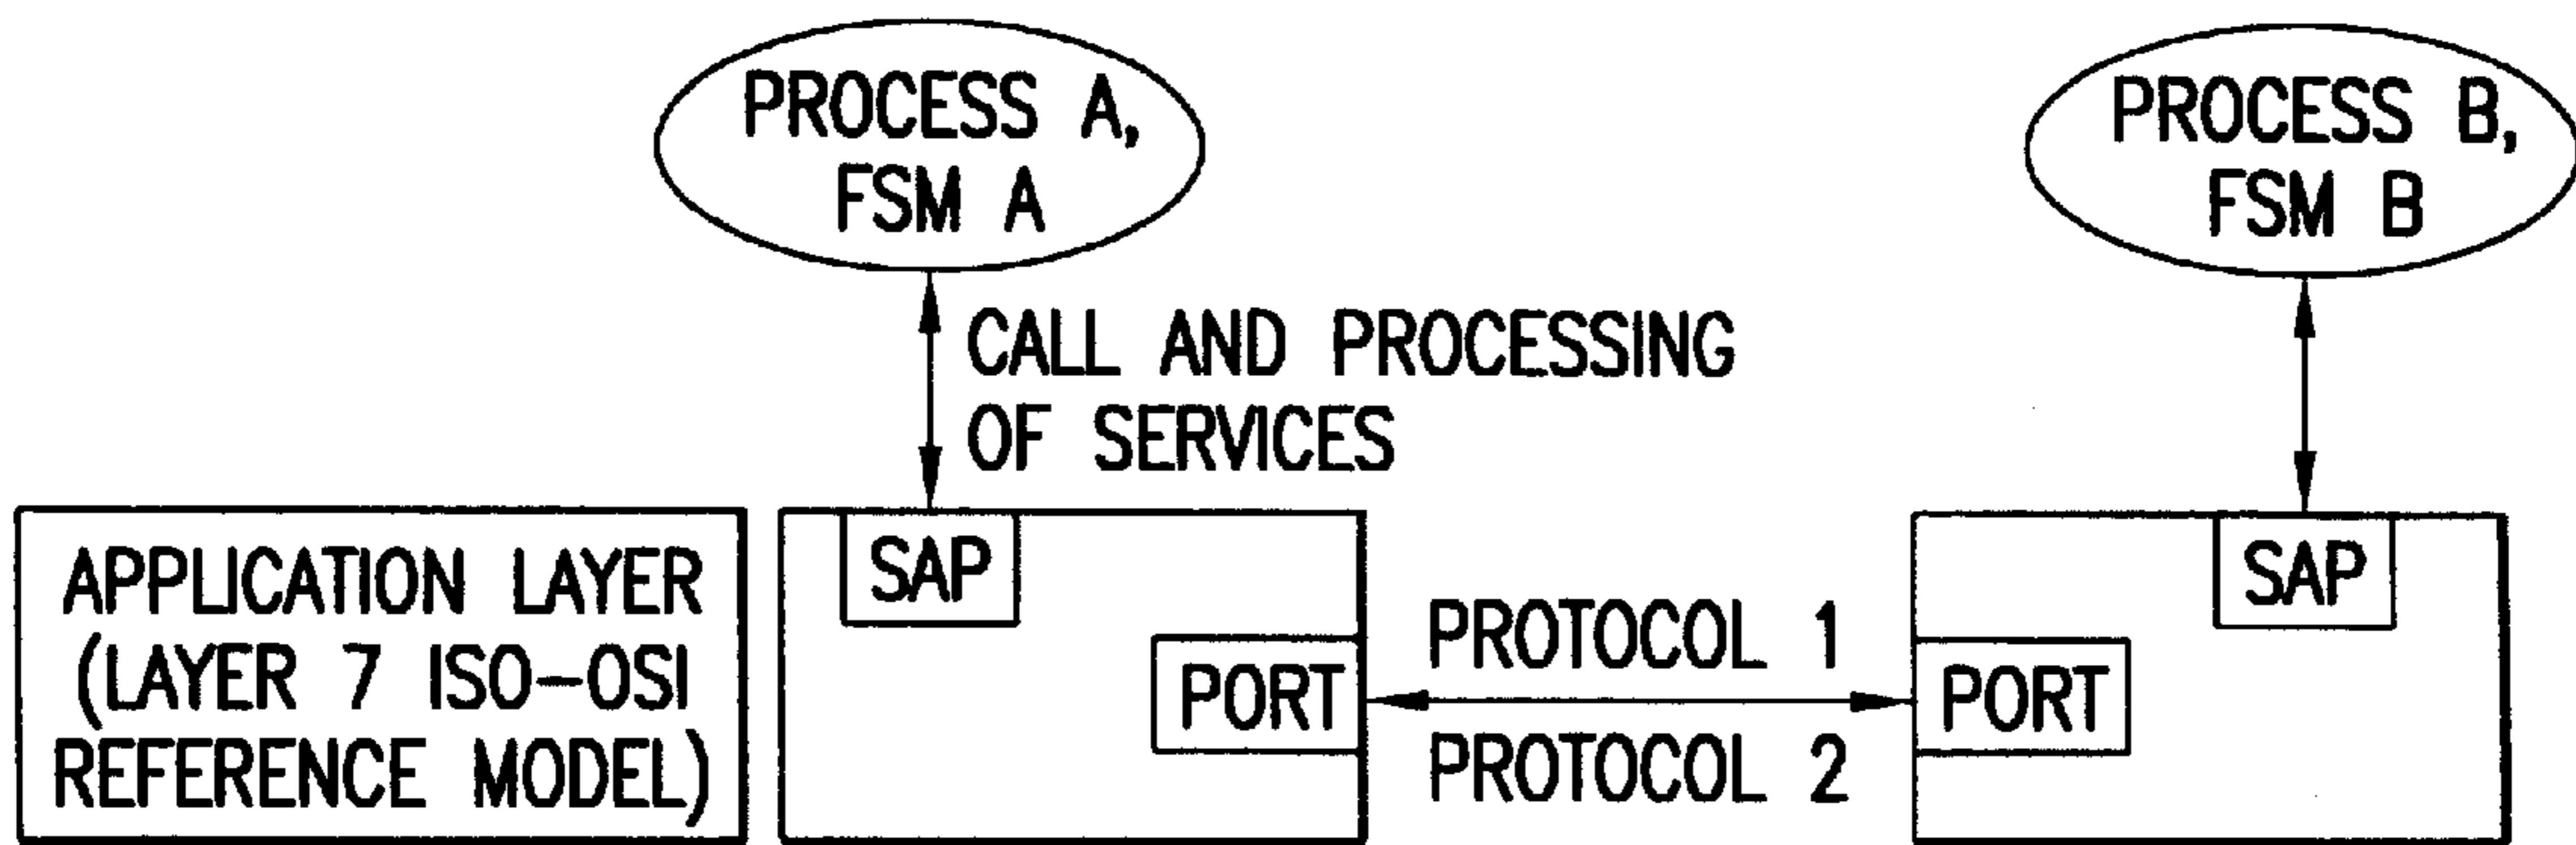 PROCESS A,
FSM A
PROCESS B,
FSM B
CALL AND PROCESSING
OF SERVICES
APPLICATION LAYER
(LAYER 7 ISO-OSI
REFERENCE MODEL)
SAP
PORT
PROTOCOL 1
PROTOCOL 2
SAP
PORT